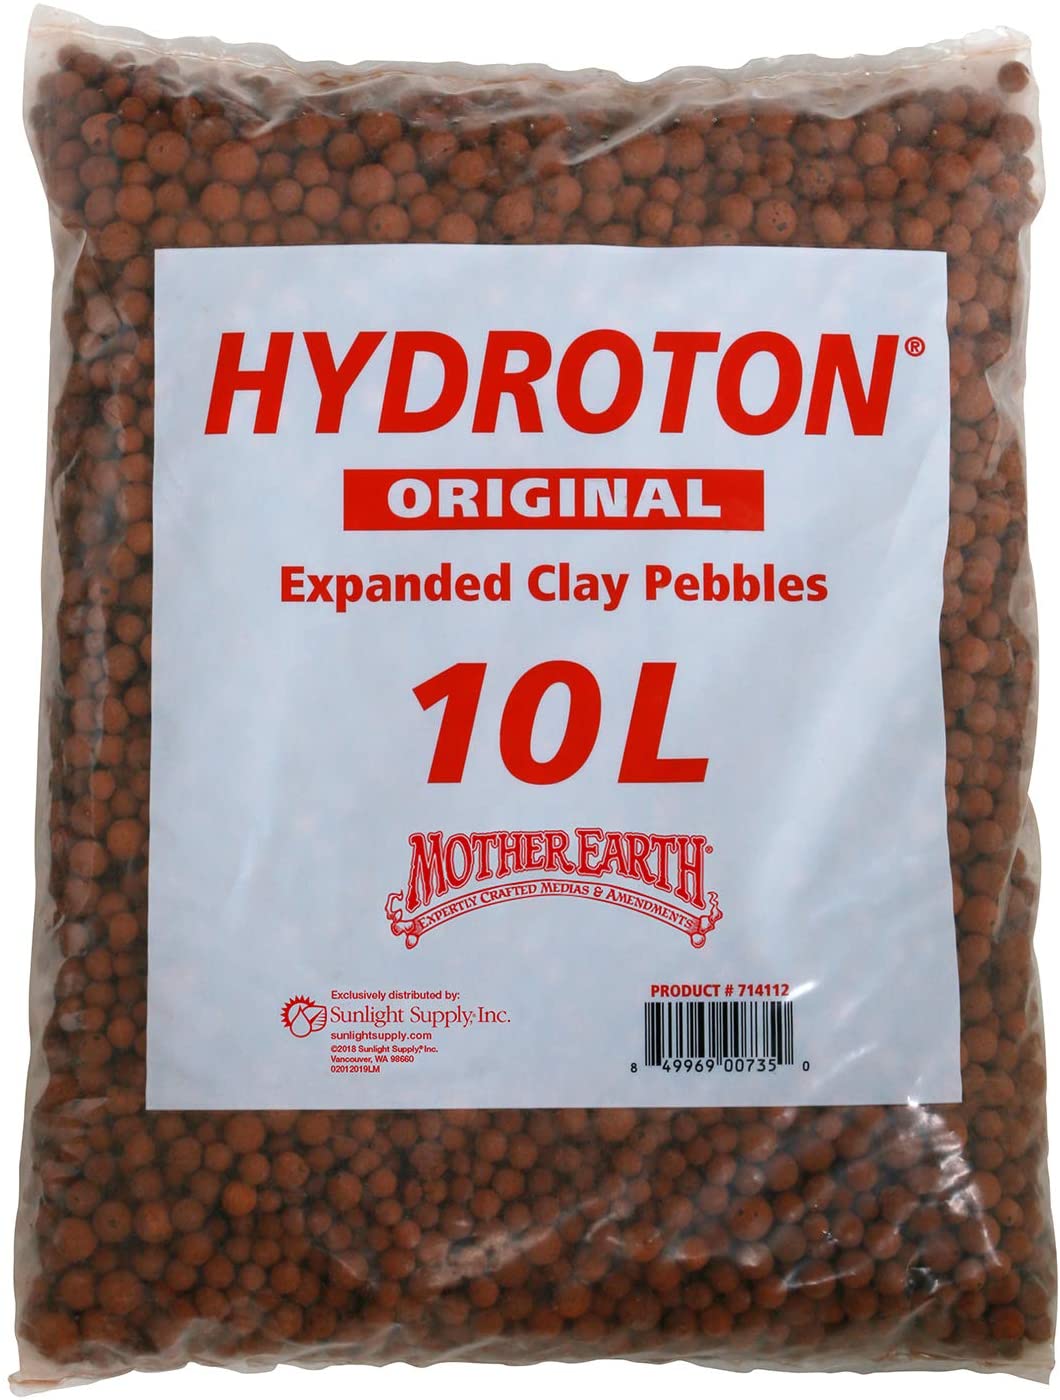 HYDROTON®
ORIGINAL
Expanded Clay Pebbles
10L
MOTHER EARTH®
EXPERTLY CRAFTED MEDIAS & AMENDMENTS
Exclusively distributed by:
Sunlight Supply,® Inc.
sunlightsupply.com
©2018 Sunlight Supply,® Inc.
Vancouver, WA 98660
02012019LM
PRODUCT # 714112
8 49969 00735 0